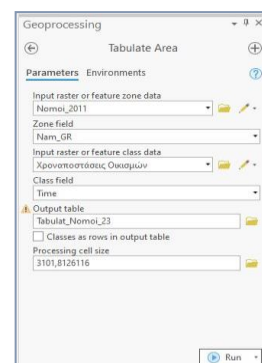 Geoprocessing
Tabulate Area
Parameters Environments
Input raster or feature zone data
Nomoi_2011
Zone field
Nam_GR
Input raster or feature class data
Χρονοαποστάσεις Οικισμών
Class field
Time
Output table
Tabulat_Nomoi_23
Classes as rows in output table
Processing cell size
3101,8126116
Run